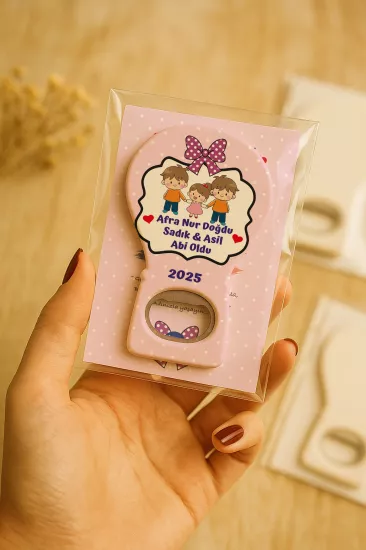 Afra Nur Doğdu
Sadık & Asil
Abi Oldu
2025